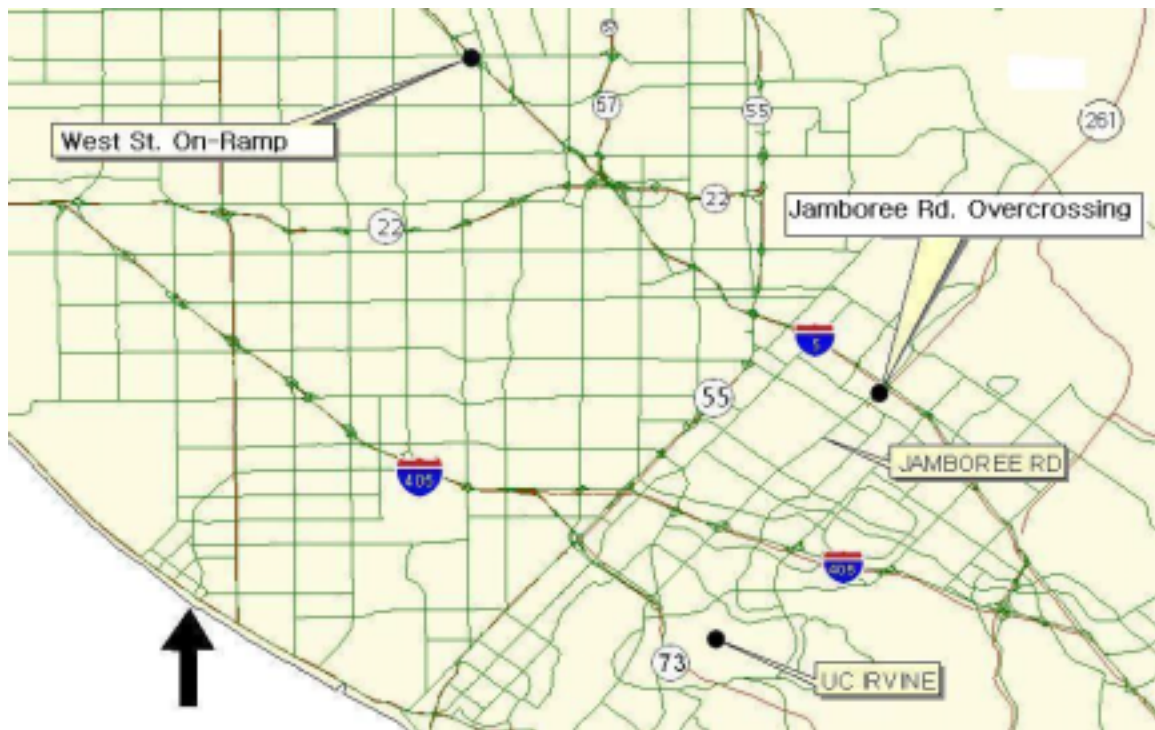 57
57
55
261
West St. On-Ramp
22
22
Jamboree Rd. Overcrossing
5
55
JAMBOREE RD
405
405
73
UC IRVINE